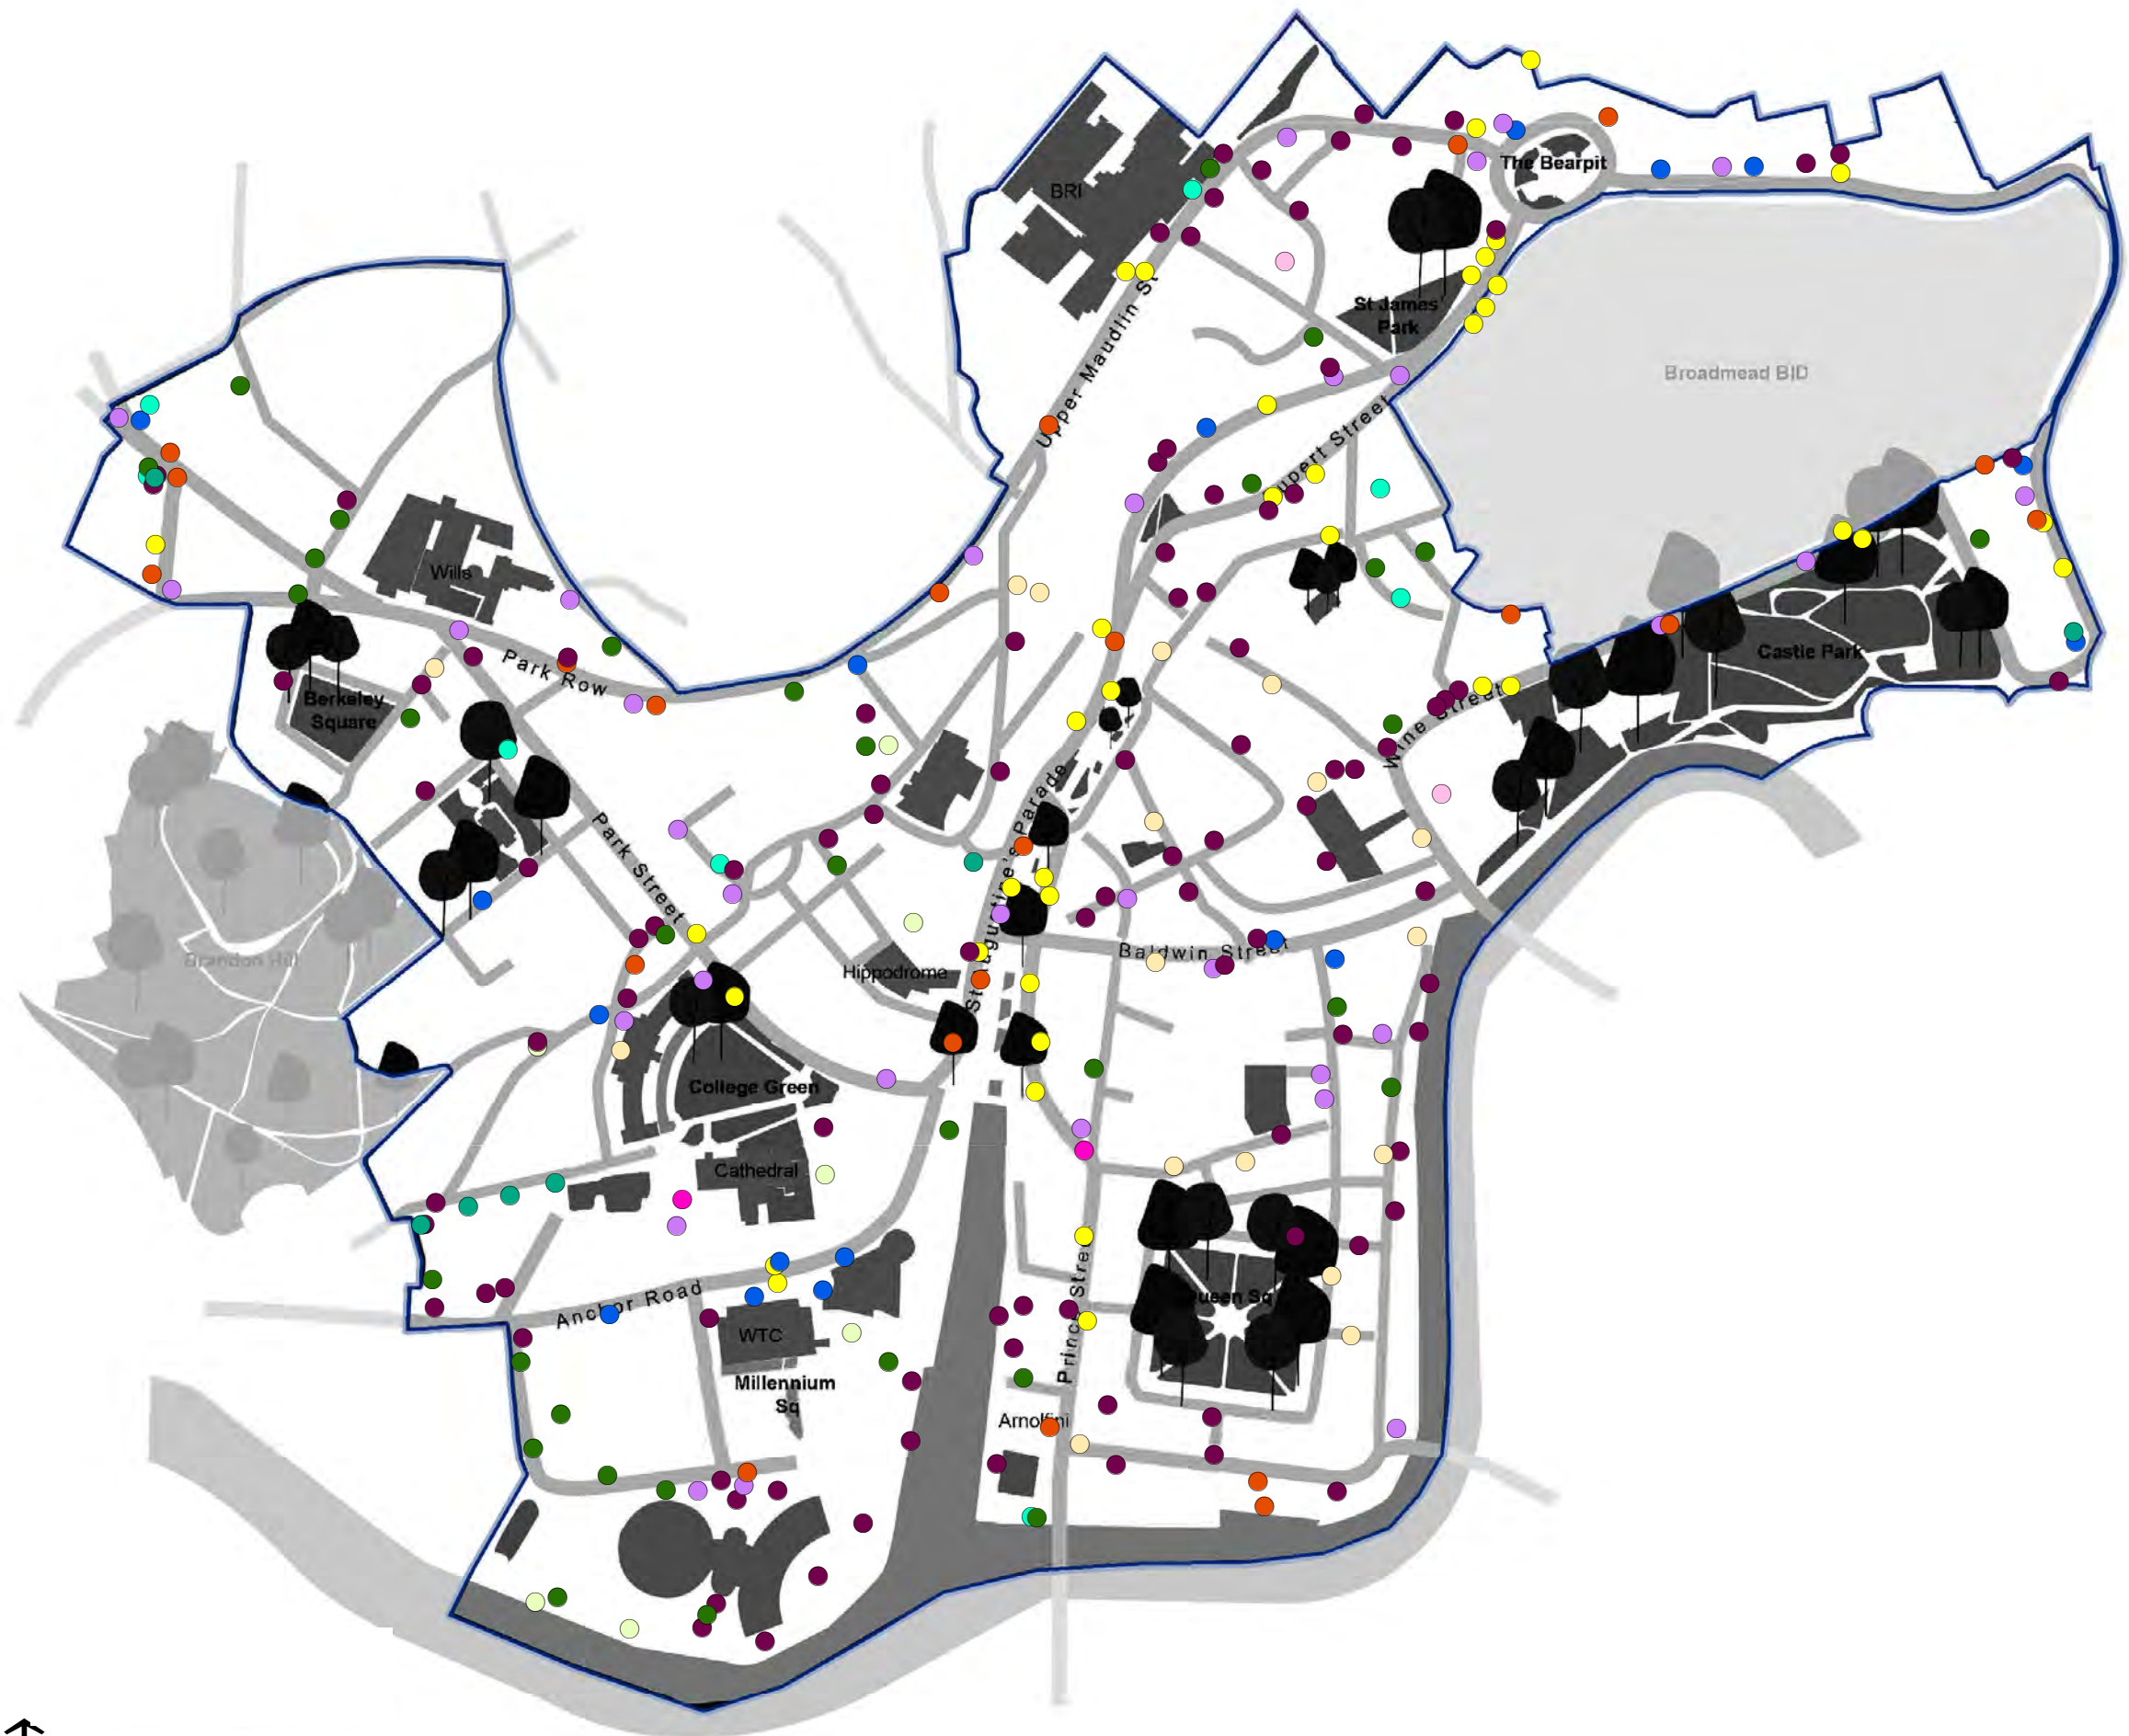 The Bearpit
BRI
St James'
Park
Upper Maudlin St
Broadmead BID
Rupert Street
Wills
Park Row
Castle Park
Berkeley
Square
Wine Street
Park Street
St Augustine's Parade
Baldwin Street
Brandon Hill
Hippodrome
College Green
Cathedral
Queen Sq
Anchor Road
Prince Street
WTC
Millennium
Sq
Arnolfini